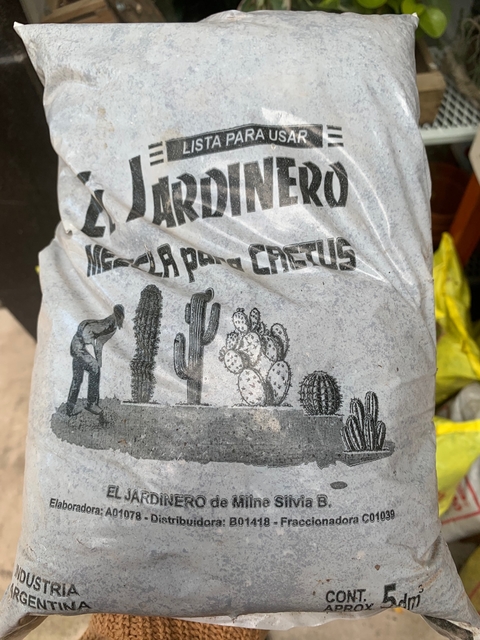 LISTA PARA USAR
EL JARDINERO
MEZCLA para CACTUS
EL JARDINERO de Milne Silvia B.
Elaboradora: A01078 - Distribuidora: B01418 - Fraccionadora C01039
INDUSTRIA
ARGENTINA
CONT.
APROX 5dm³